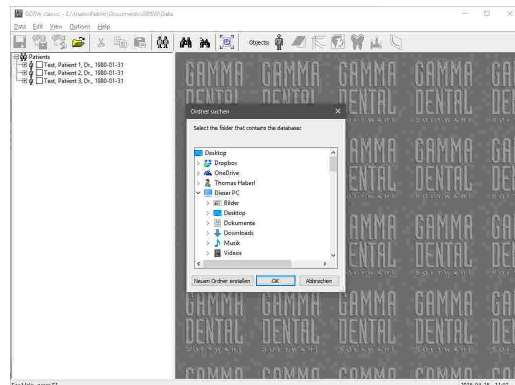 GDSW classic - C:\Users\Public\Documents\GDSW\Data
Data Edit View Options Help
Objects:
Patients
Test, Patient 1, Dr., 1980-01-31
Test, Patient 2, Dr., 1980-01-31
Test, Patient 3, Dr., 1980-01-31
GAMMA DENTAL SOFTWARE
Ordner suchen
Select the folder that contains the database:
Desktop
Dropbox
OneDrive
Thomas Haberl
Dieser PC
Bilder
Desktop
Dokumente
Downloads
Musik
Videos
Neuen Ordner erstellen OK Abbrechen